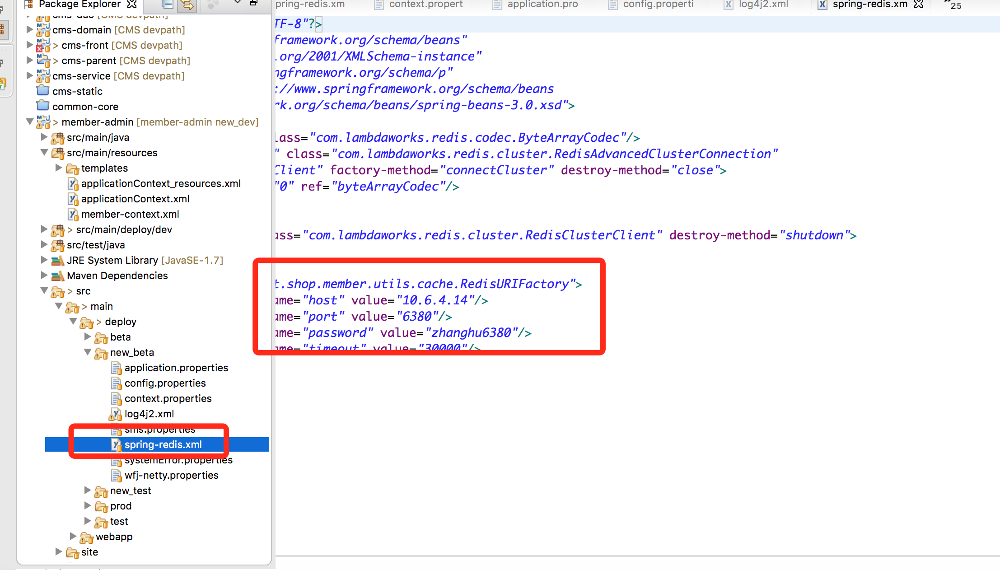 Package Explorer
cms-dao [CMS devpath]
cms-domain [CMS devpath]
> cms-front [CMS devpath]
> cms-parent [CMS devpath]
cms-service [CMS devpath]
cms-static
common-core
> member-admin [member-admin new_dev]
src/main/java
src/main/resources
templates
applicationContext_resources.xml
applicationContext.xml
member-context.xml
> src/main/deploy/dev
src/test/java
JRE System Library [JavaSE-1.7]
Maven Dependencies
> src
> main
> deploy
beta
new_beta
application.properties
config.properties
context.properties
log4j2.xml
sms.properties
spring-redis.xml
systemError.properties
wfj-netty.properties
new_test
prod
test
webapp
site
pring-redis.xm
context.propert
application.pro
config.properti
log4j2.xml
spring-redis.xm
"25
TF-8"?>
framework.org/schema/beans"
.org/2001/XMLSchema-instance"
ngframework.org/schema/p"
://www.springframework.org/schema/beans
rk.org/schema/beans/spring-beans-3.0.xsd">
lass="com.lambdaworks.redis.codec.ByteArrayCodec"/>
" class="com.lambdaworks.redis.cluster.RedisAdvancedClusterConnection"
Client" factory-method="connectCluster" destroy-method="close">
"0" ref="byteArrayCodec"/>
ass="com.lambdaworks.redis.cluster.RedisClusterClient" destroy-method="shutdown">
t.shop.member.utils.cache.RedisURIFactory">
ame="host" value="10.6.4.14"/>
ame="port" value="6380"/>
ame="password" value="zhanghu6380"/>
ame="timeout" value="30000"/>